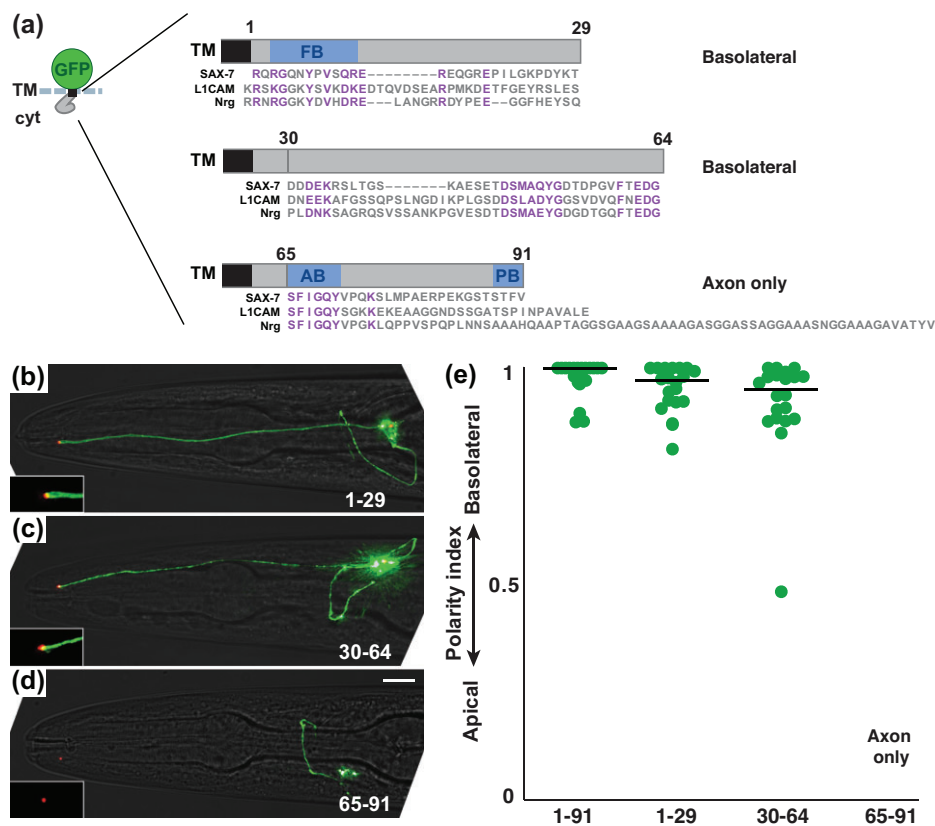 (a)
GFP
TM
cyt
1 29
TM FB
Basolateral
SAX-7 RQRGQNYPVSQRE--------REQGREPILGKPDYKT
L1CAM KRSKGGKYSVKDKEDTQVDSEARPMKDETFGEYRSLES
Nrg RRNRGGKYDVHDRE----LANGRRDYPEE--GGFHEYSQ
30 64
TM
Basolateral
SAX-7 DDDEKRSLTGS-------KAESETDSMAQYGDTDPGVFTEDG
L1CAM DNEEKAFGSSQPSLNGDIKPLGSDDSLADYGGSVDVQFNEDG
Nrg PLDNKSAGRQSVSSANKPGVESDTDSMAEYGDGDTGQFTEDG
65 91
TM AB PB
Axon only
SAX-7 SFIGQYVPQKSLMPAERPEKGSTSTFV
L1CAM SFIGQYSGKKEKEAAGGNDSSGATSPINPAVALE
Nrg SFIGQYVPGKLQPPVSPQPLNNSAAAHQAAPTAGGSGAAGSAAAAGASGGASSAGGAAASNGGAAAGAVATYV
(b)
1-29
(c)
30-64
(d)
65-91
(e)
1
0.5
0
Basolateral
Polarity index
Apical
Axon
only
1-91 1-29 30-64 65-91